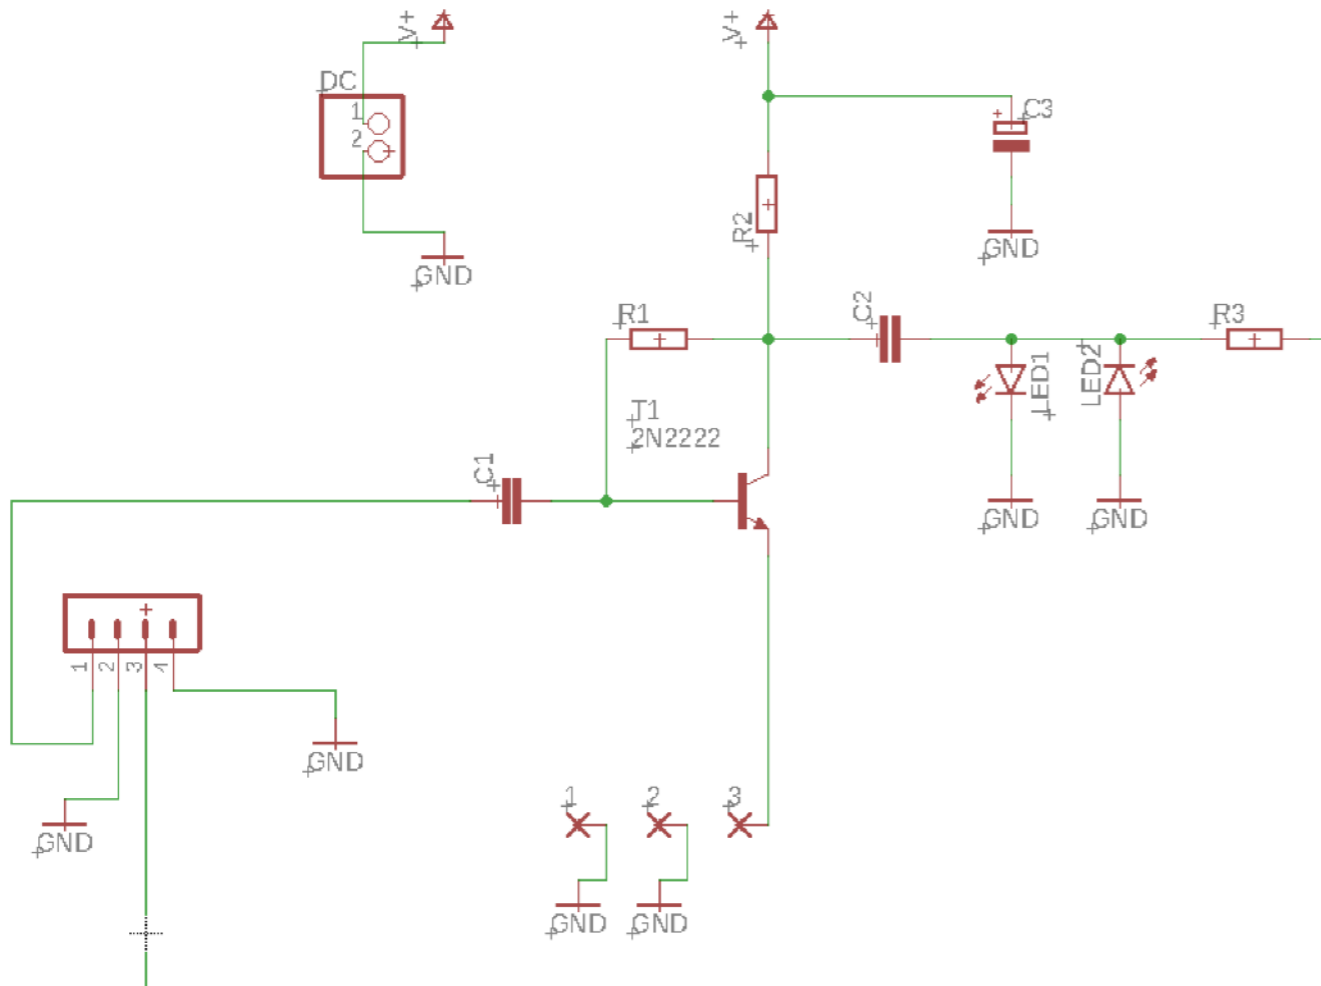 V+
V+
DC
1
2
C3
R2
GND
GND
C2
R1
R3
LED1
LED2
T1
2N2222
C1
GND
GND
1
2
3
4
GND
1
2
3
GND
GND
GND